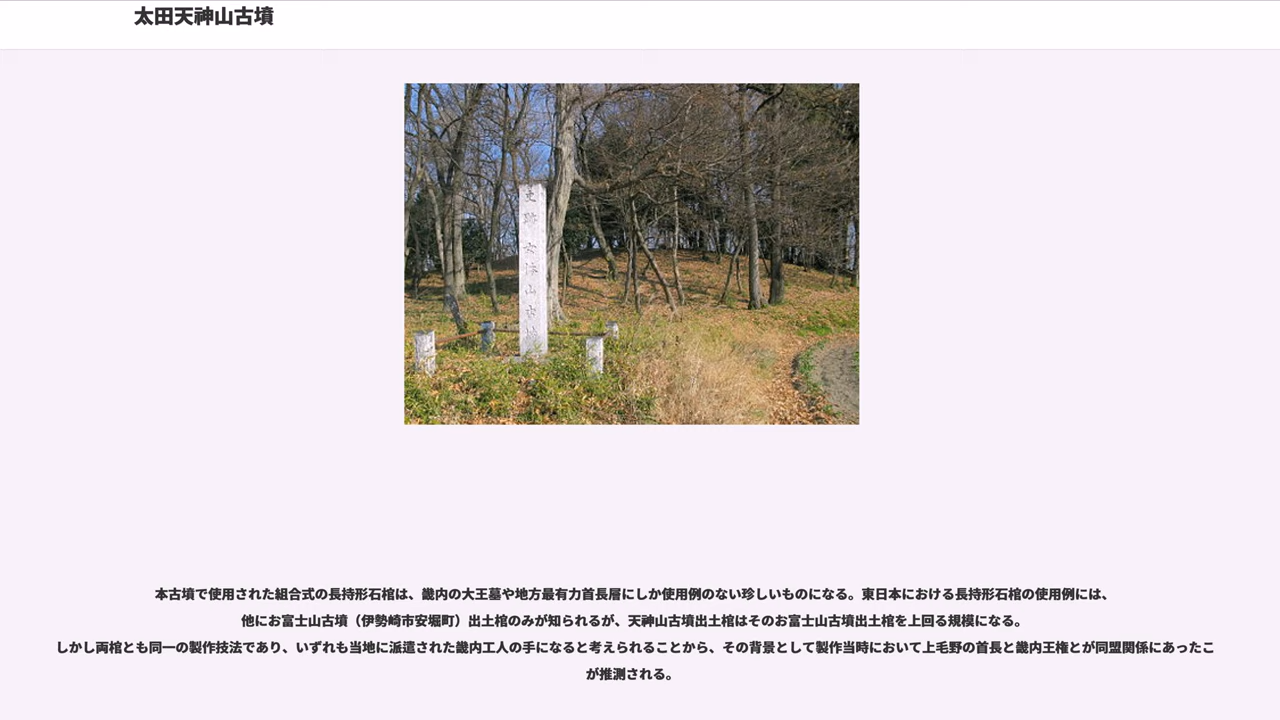 太田天神山古墳
史跡 女体山古墳
本古墳で使用された組合式の長持形石棺は、畿内の大王墓や地方最有力首長層にしか使用例のない珍しいものになる。東日本における長持形石棺の使用例には、
他にお富士山古墳（伊勢崎市安堀町）出土棺のみが知られるが、天神山古墳出土棺はそのお富士山古墳出土棺を上回る規模になる。
しかし両棺とも同一の製作技法であり、いずれも当地に派遣された畿内工人の手になると考えられることから、その背景として製作当時において上毛野の首長と畿内王権とが同盟関係にあったこ
が推測される。